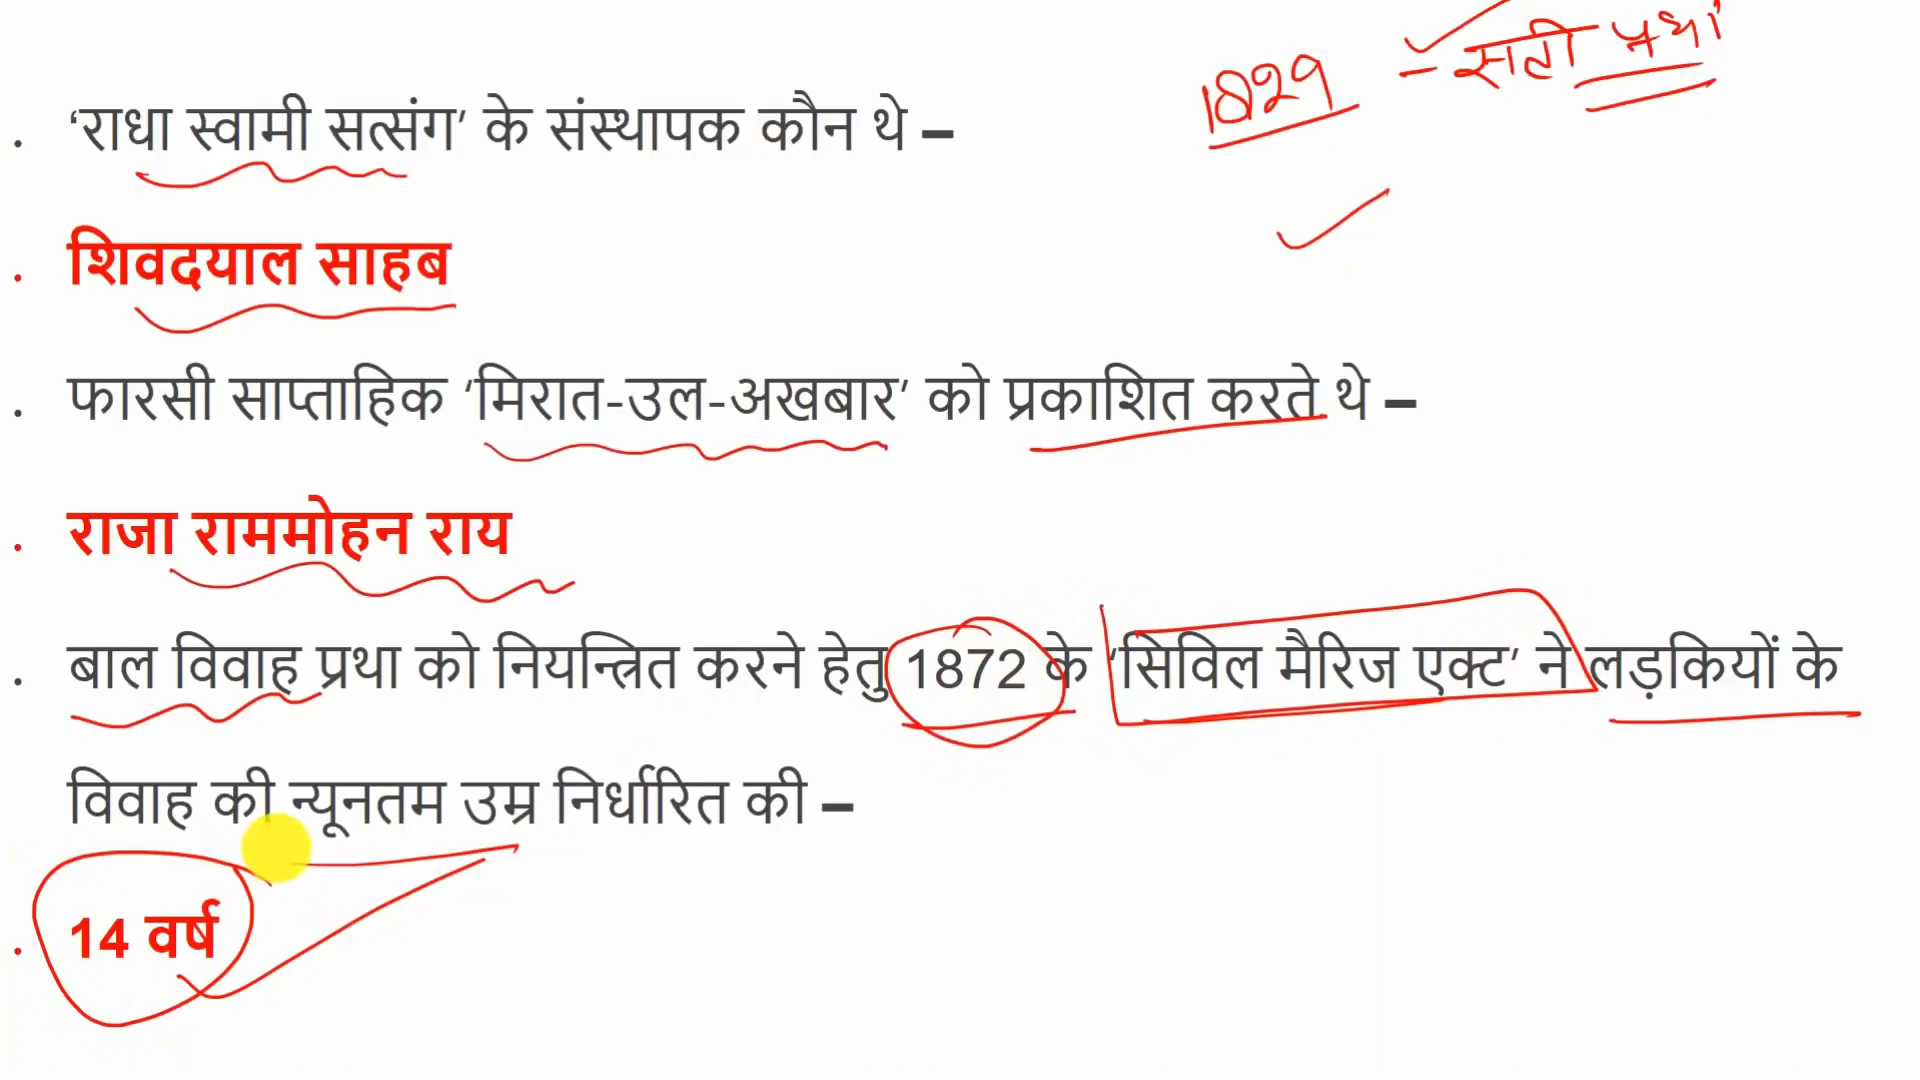 1829 - सती प्रथा
. ‘राधा स्वामी सत्संग’ के संस्थापक कौन थे –
. शिवदयाल साहब
. फारसी साप्ताहिक ‘मिरात-उल-अखबार’ को प्रकाशित करते थे –
. राजा राममोहन राय
. बाल विवाह प्रथा को नियन्त्रित करने हेतु 1872 के ‘सिविल मैरिज एक्ट’ ने लड़कियों के
विवाह की न्यूनतम उम्र निर्धारित की –
. 14 वर्ष